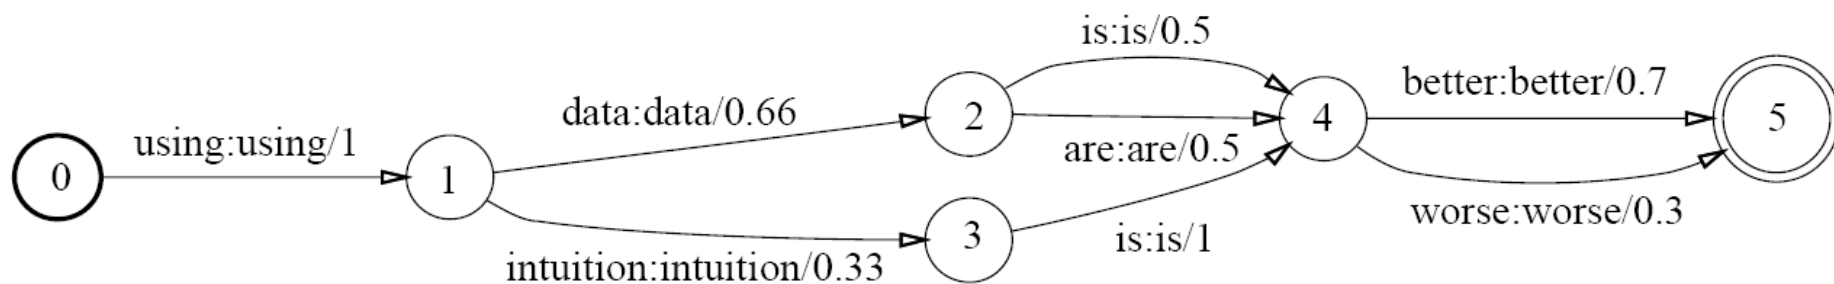 is:is/0.5
better:better/0.7
data:data/0.66
2
4
5
using:using/1
are:are/0.5
0
1
worse:worse/0.3
3
is:is/1
intuition:intuition/0.33